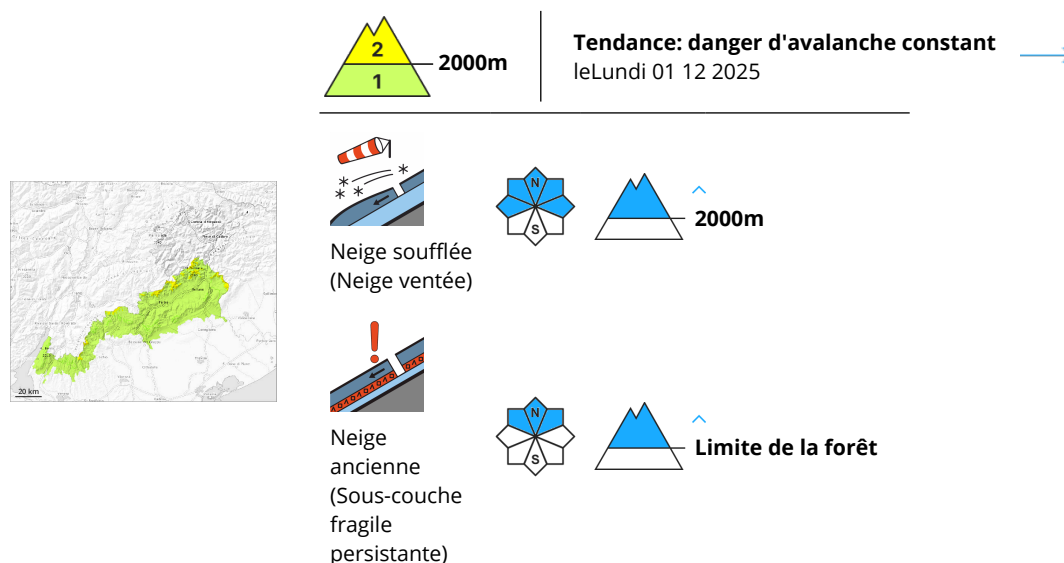 2
1
2000m
Tendance: danger d'avalanche constant
leLundi 01 12 2025
N
S
2000m
Neige soufflée
(Neige ventée)
20 km
N
S
Limite de la forêt
Neige
ancienne
(Sous-couche
fragile
persistante)